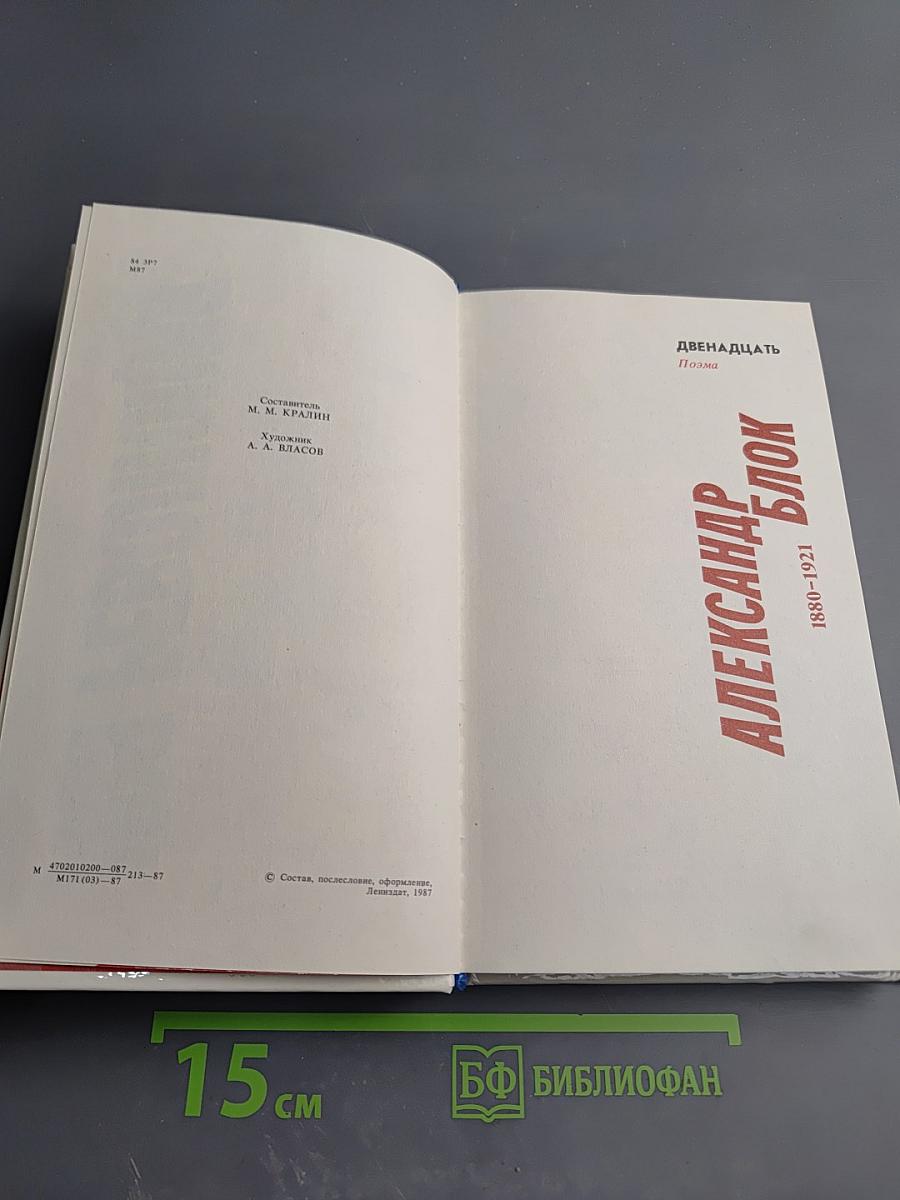 84 3Р7
М87
Составитель
М. М. КРАЛИН
Художник
А. А. ВЛАСОВ
М 4702010200—087 213—87
М171(03)—87
© Состав, послесловие, оформление,
Лениздат, 1987
ДВЕНАДЦАТЬ
Поэма
АЛЕКСАНДР
БЛОК
1880–1921
15 см
БФ БИБЛИОФАН